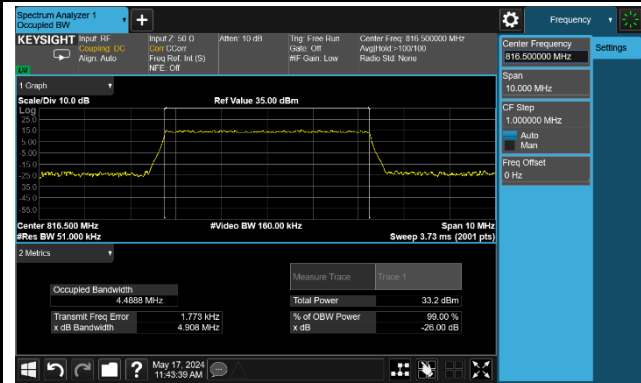 Spectrum Analyzer 1
Occupied BW
Frequency
KEYSIGHT
Input: RF
Coupling: DC
Align: Auto
Input Z: 50 Ω
Corr CCorr
Freq Ref: Int (S)
NFE: Off
Atten: 10 dB
Trig: Free Run
Gate: Off
#IF Gain: Low
Center Freq: 816.500000 MHz
Avg|Hold:>100/100
Radio Std: None
LXI
Center Frequency
816.500000 MHz
Settings
Span
10.000 MHz
CF Step
1.000000 MHz
Auto
Man
Freq Offset
0 Hz
1 Graph
Scale/Div 10.0 dB
Ref Value 35.00 dBm
Log
25.0
15.0
5.00
-5.00
-15.0
-25.0
-35.0
-45.0
-55.0
Center 816.500 MHz
#Video BW 160.00 kHz
Span 10 MHz
#Res BW 51.000 kHz
Sweep 3.73 ms (2001 pts)
2 Metrics
Measure Trace
Trace 1
Occupied Bandwidth
4.4888 MHz
Total Power
33.2 dBm
Transmit Freq Error
1.773 kHz
% of OBW Power
99.00 %
x dB Bandwidth
4.908 MHz
x dB
-26.00 dB
?
May 17, 2024
11:43:39 AM